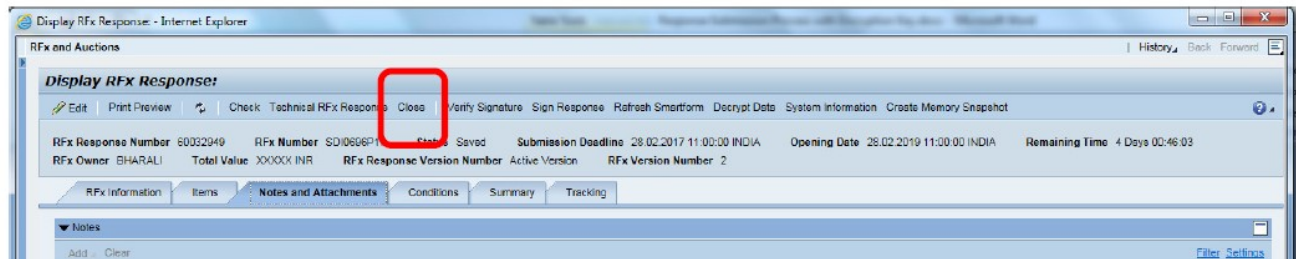 Display RFx Response: - Internet Explorer
RFx and Auctions | History Back Forward
Display RFx Response:
Edit | Print Preview | Check Technical RFx Response Close | Verify Signature Sign Response Refresh Smartform Decrypt Data System Information Create Memory Snapshot
RFx Response Number 60032949 RFx Number SDI0696P1 Status Saved Submission Deadline 28.02.2017 11:00:00 INDIA Opening Date 28.02.2019 11:00:00 INDIA Remaining Time 4 Days 00:46:03
RFx Owner BHARALI Total Value XXXXX INR RFx Response Version Number Active Version RFx Version Number 2
RFx Information Items Notes and Attachments Conditions Summary Tracking
Notes
Add Clear Filter Settings